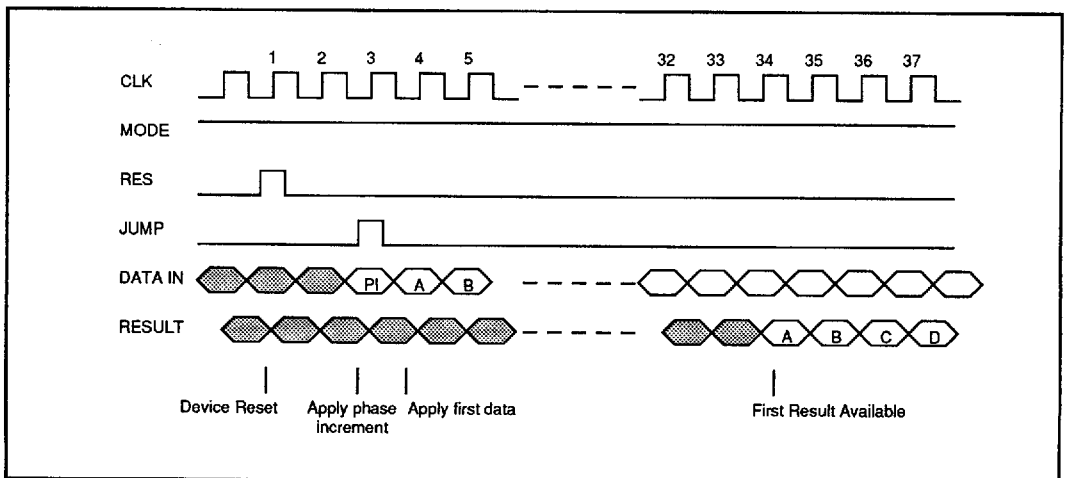 1 2 3 4 5 32 33 34 35 36 37
CLK
MODE
RES
JUMP
DATA IN PI A B
RESULT A B C D
Device Reset Apply phase increment Apply first data First Result Available